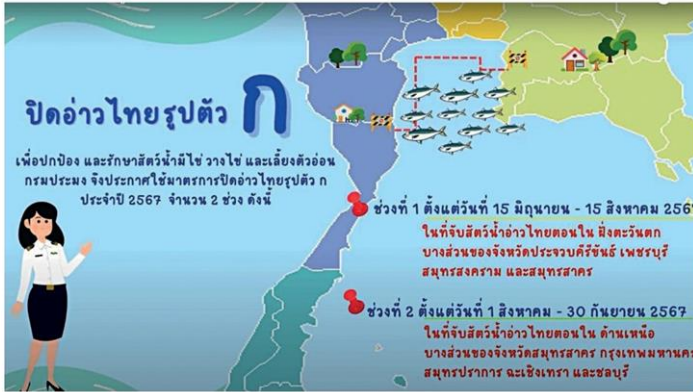 ปิดอ่าวไทยรูปตัว ก
เพื่อปกป้อง และรักษาสัตว์น้ำมีไข่ วางไข่ และเลี้ยงตัวอ่อน
กรมประมง จึงประกาศใช้มาตรการปิดอ่าวไทยรูปตัว ก
ประจำปี 2567 จำนวน 2 ช่วง ดังนี้
ช่วงที่ 1 ตั้งแต่วันที่ 15 มิถุนายน - 15 สิงหาคม 2567
ในที่จับสัตว์น้ำอ่าวไทยตอนใน ฝั่งตะวันตก
บางส่วนของจังหวัดประจวบคีรีขันธ์ เพชรบุรี
สมุทรสงคราม และสมุทรสาคร
ช่วงที่ 2 ตั้งแต่วันที่ 1 สิงหาคม - 30 กันยายน 2567
ในที่จับสัตว์น้ำอ่าวไทยตอนใน ด้านเหนือ
บางส่วนของจังหวัดสมุทรสาคร กรุงเทพมหานคร
สมุทรปราการ ฉะเชิงเทรา และชลบุรี